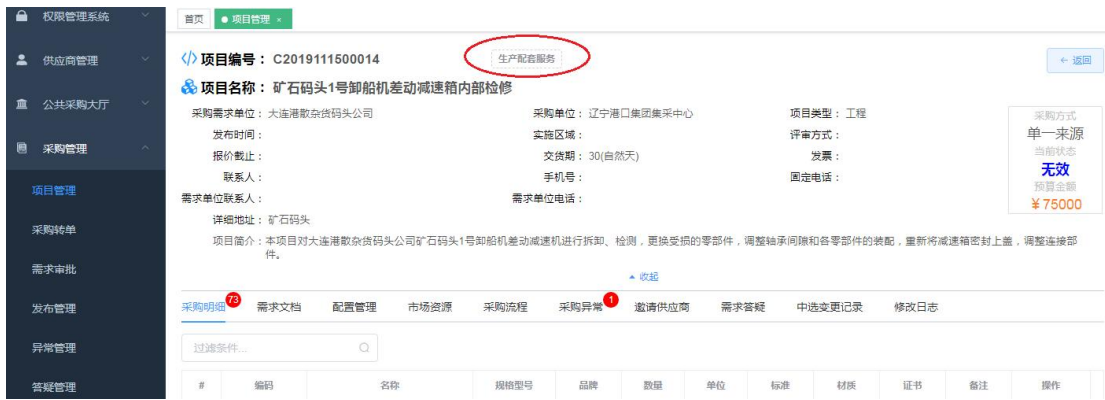 权限管理系统
供应商管理
公共采购大厅
采购管理
项目管理
采购转单
需求审批
发布管理
异常管理
答疑管理
首页 项目管理 ×
项目编号： C2019111500014 生产配套服务 ← 返回
项目名称： 矿石码头1号卸船机差动减速箱内部检修
采购需求单位： 大连港散杂货码头公司 采购单位： 辽宁港口集团集采中心 项目类型： 工程
发布时间： 实施区域： 评审方式：
报价截止： 交货期： 30(自然天) 发票：
联系人： 手机号： 固定电话：
需求单位联系人： 需求单位电话：
详细地址： 矿石码头
项目简介： 本项目对大连港散杂货码头公司矿石码头1号卸船机差动减速机进行拆卸、检测，更换受损的零部件，调整轴承间隙和各零部件的装配，重新将减速箱密封上盖，调整连接部
件。
采购方式
单一来源
当前状态
无效
预算金额
￥75000
收起
采购明细 73 需求文档 配置管理 市场资源 采购流程 采购异常 1 邀请供应商 需求答疑 中选变更记录 修改日志
过滤条件...
# 编码 名称 规格型号 品牌 数量 单位 标准 材质 证书 备注 操作